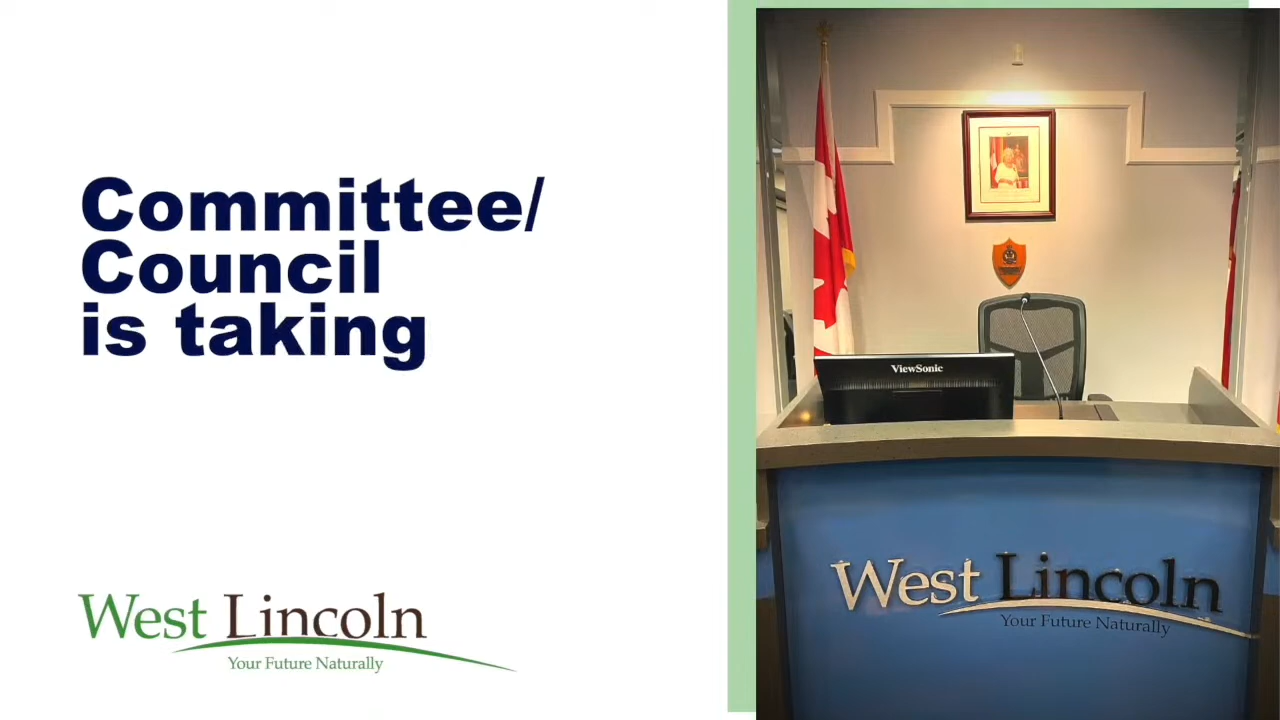 Committee/
Council
is taking
West Lincoln
Your Future Naturally
ViewSonic
West Lincoln
Your Future Naturally